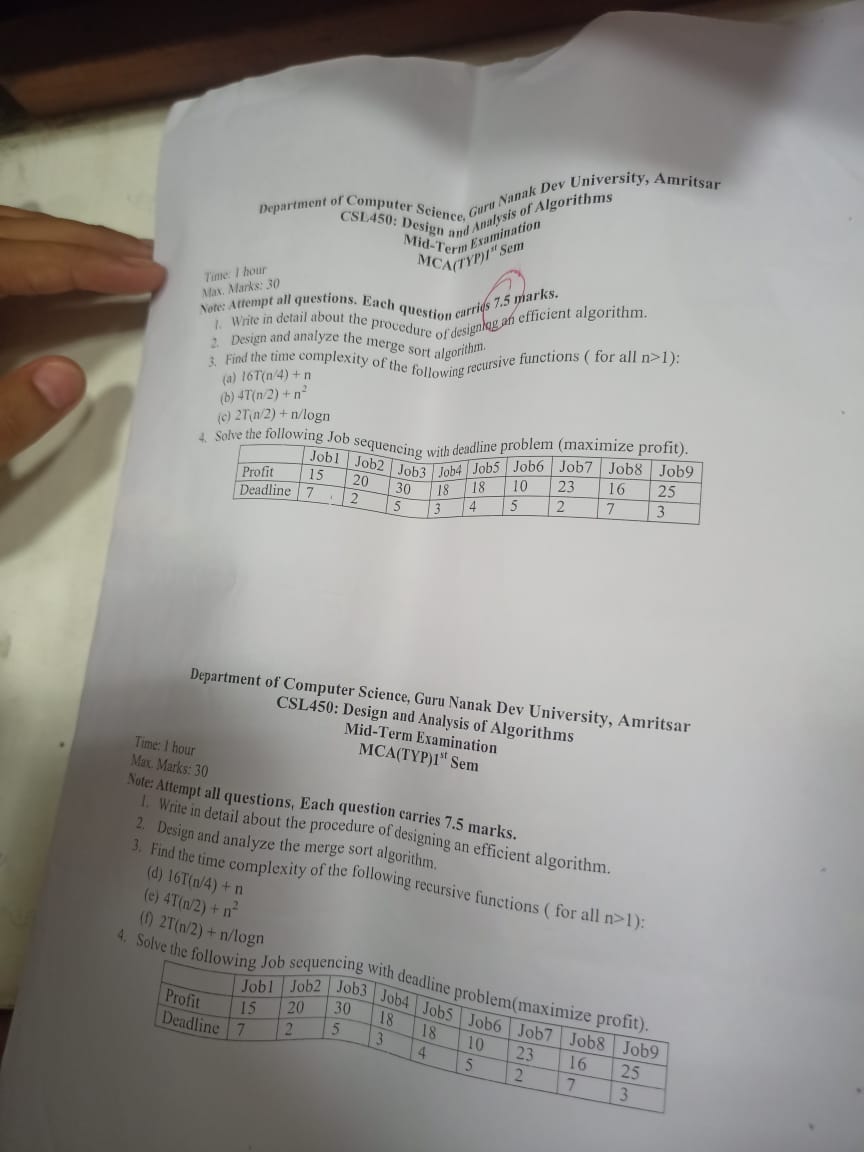 Department of Computer Science, Guru Nanak Dev University, Amritsar
CSL450: Design and Analysis of Algorithms
Mid-Term Examination
MCA(TYP)1st Sem
Time: 1 hour
Max. Marks: 30
Note: Attempt all questions. Each question carries 7.5 marks.
1. Write in detail about the procedure of designing an efficient algorithm.
2. Design and analyze the merge sort algorithm.
3. Find the time complexity of the following recursive functions ( for all n>1):
(a) 16T(n/4) + n
(b) 4T(n/2) + n²
(c) 2T(n/2) + n/logn
4. Solve the following Job sequencing with deadline problem (maximize profit).
Job1 Job2 Job3 Job4 Job5 Job6 Job7 Job8 Job9
Profit 15 20 30 18 18 10 23 16 25
Deadline 7 2 5 3 4 5 2 7 3
Department of Computer Science, Guru Nanak Dev University, Amritsar
CSL450: Design and Analysis of Algorithms
Mid-Term Examination
MCA(TYP)1st Sem
Time: 1 hour
Max. Marks: 30
Note: Attempt all questions, Each question carries 7.5 marks.
1. Write in detail about the procedure of designing an efficient algorithm.
2. Design and analyze the merge sort algorithm.
3. Find the time complexity of the following recursive functions ( for all n>1):
(d) 16T(n/4) + n
(e) 4T(n/2) + n²
(f) 2T(n/2) + n/logn
4. Solve the following Job sequencing with deadline problem(maximize profit).
Job1 Job2 Job3 Job4 Job5 Job6 Job7 Job8 Job9
Profit 15 20 30 18 18 10 23 16 25
Deadline 7 2 5 3 4 5 2 7 3